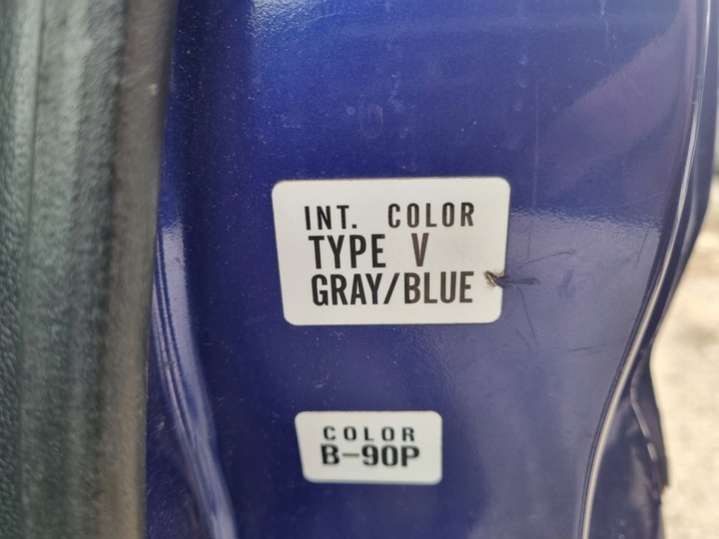 INT. COLOR
TYPE V
GRAY/BLUE
COLOR
B-90P